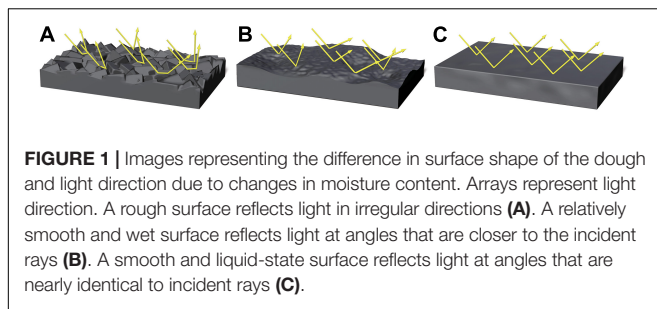 A B C
FIGURE 1 | Images representing the difference in surface shape of the dough
and light direction due to changes in moisture content. Arrays represent light
direction. A rough surface reflects light in irregular directions (A). A relatively
smooth and wet surface reflects light at angles that are closer to the incident
rays (B). A smooth and liquid-state surface reflects light at angles that are
nearly identical to incident rays (C).